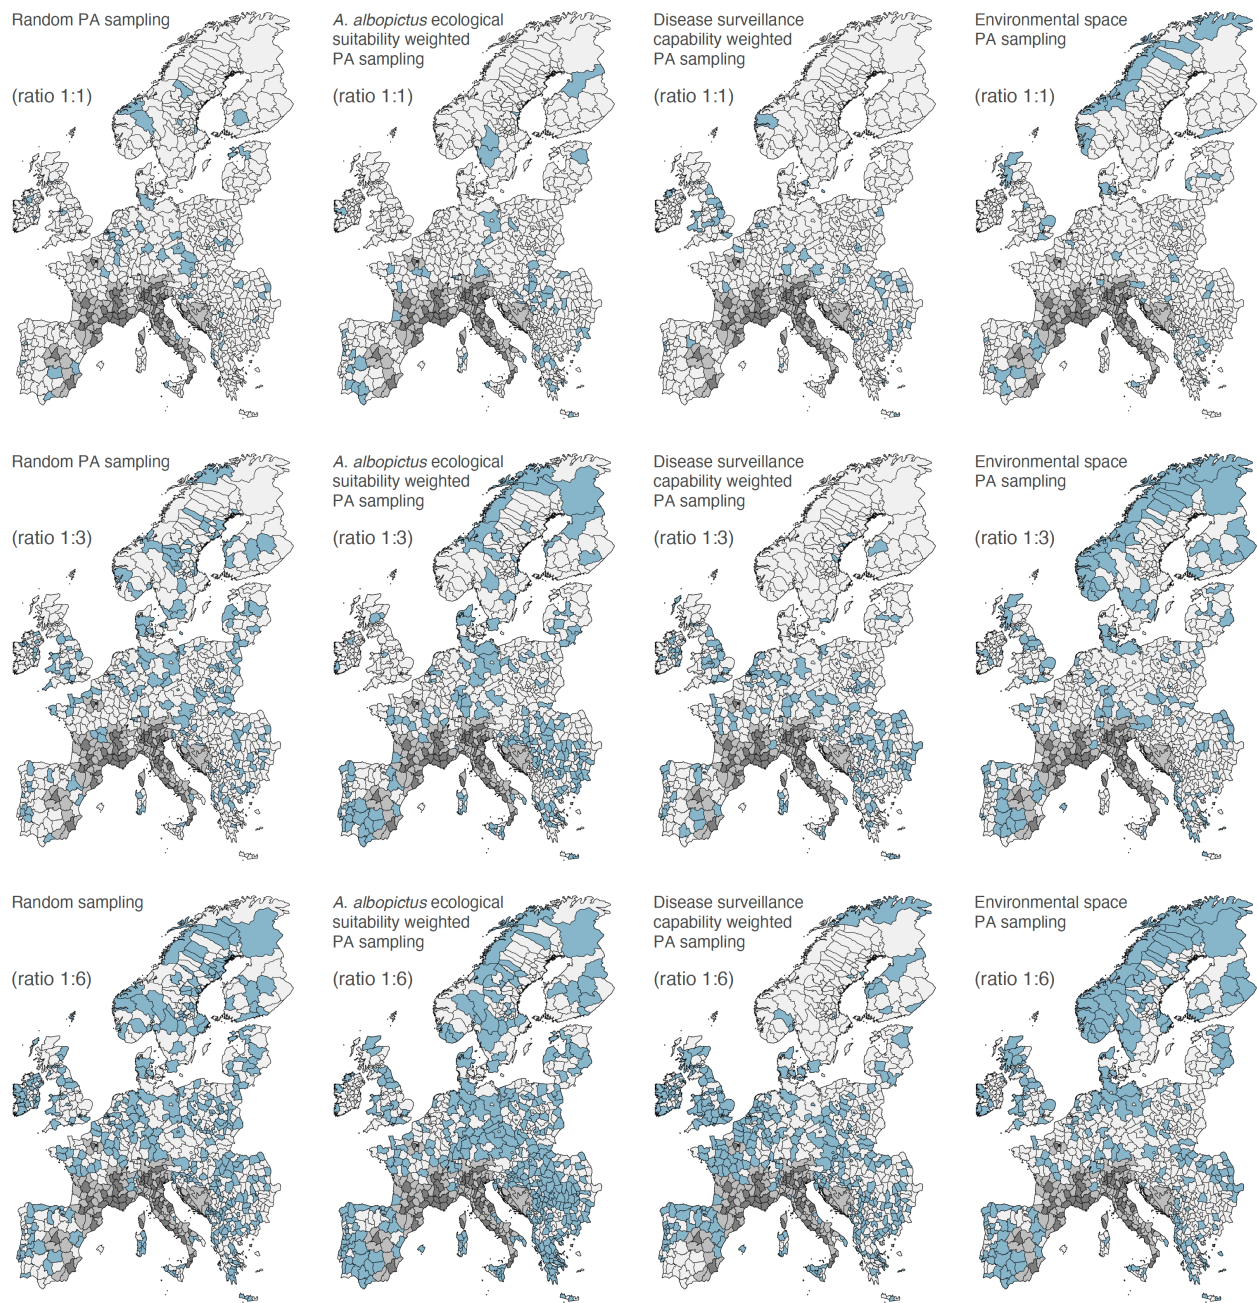 Random PA sampling
(ratio 1:1)
A. albopictus ecological
suitability weighted
PA sampling
(ratio 1:1)
Disease surveillance
capability weighted
PA sampling
(ratio 1:1)
Environmental space
PA sampling
(ratio 1:1)
Random PA sampling
(ratio 1:3)
A. albopictus ecological
suitability weighted
PA sampling
(ratio 1:3)
Disease surveillance
capability weighted
PA sampling
(ratio 1:3)
Environmental space
PA sampling
(ratio 1:3)
Random sampling
(ratio 1:6)
A. albopictus ecological
suitability weighted
PA sampling
(ratio 1:6)
Disease surveillance
capability weighted
PA sampling
(ratio 1:6)
Environmental space
PA sampling
(ratio 1:6)